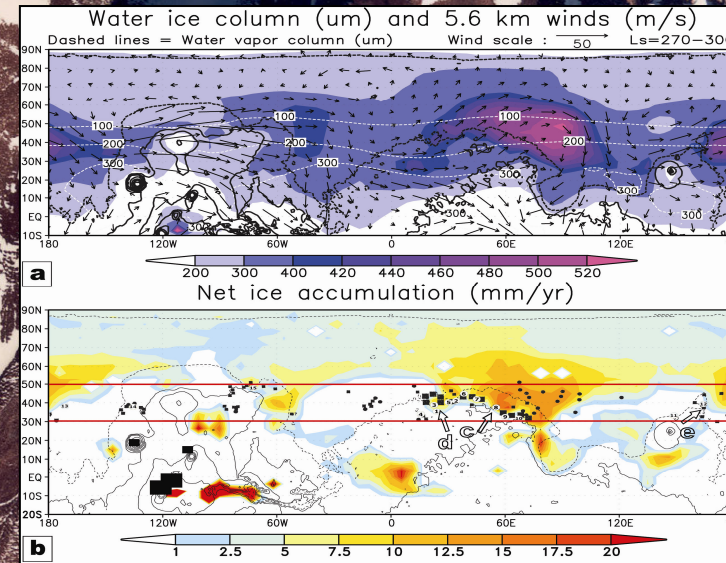 Water ice column (um) and 5.6 km winds (m/s)
Dashed lines = Water vapor column (um) Wind scale : 50 Ls=270-300
90N
80N
70N
60N
50N
40N
30N
20N
10N
EQ
10S
100 100 100
200 200 200
300 300 300 300
300 300 300
180 120W 60W 0 60E 120E
a
200 300 400 420 440 460 480 500 520
Net ice accumulation (mm/yr)
90N
80N
70N
60N
50N
40N
30N
20N
10N
EQ
10S
20S
d c e
180 120W 60W 0 60E 120E
b
1 2.5 5 7.5 10 12.5 15 17.5 20